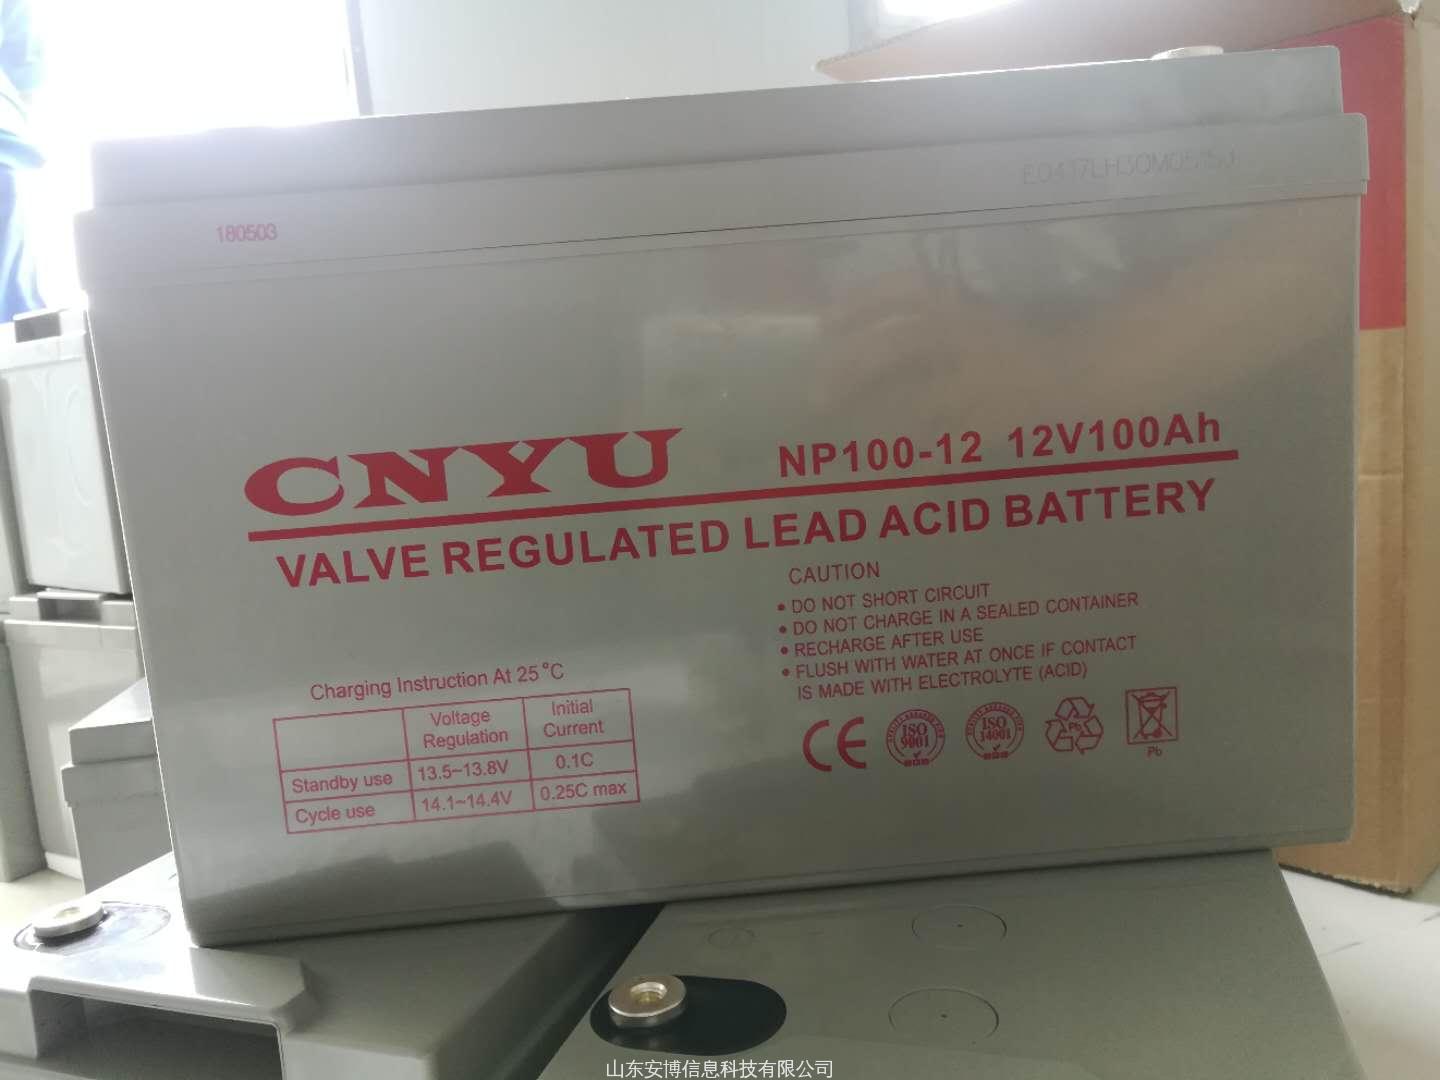 180503
CNYU
NP100-12 12V100Ah
VALVE REGULATED LEAD ACID BATTERY
CAUTION
• DO NOT SHORT CIRCUIT
• DO NOT CHARGE IN A SEALED CONTAINER
• RECHARGE AFTER USE
• FLUSH WITH WATER AT ONCE IF CONTACT
IS MADE WITH ELECTROLYTE (ACID)
Charging Instruction At 25°C
Voltage Regulation Initial Current
Standby use 13.5~13.8V 0.1C
Cycle use 14.1~14.4V 0.25C max
CE
ISO
9001
ISO
14001
Pb
Pb
山东安博信息科技有限公司